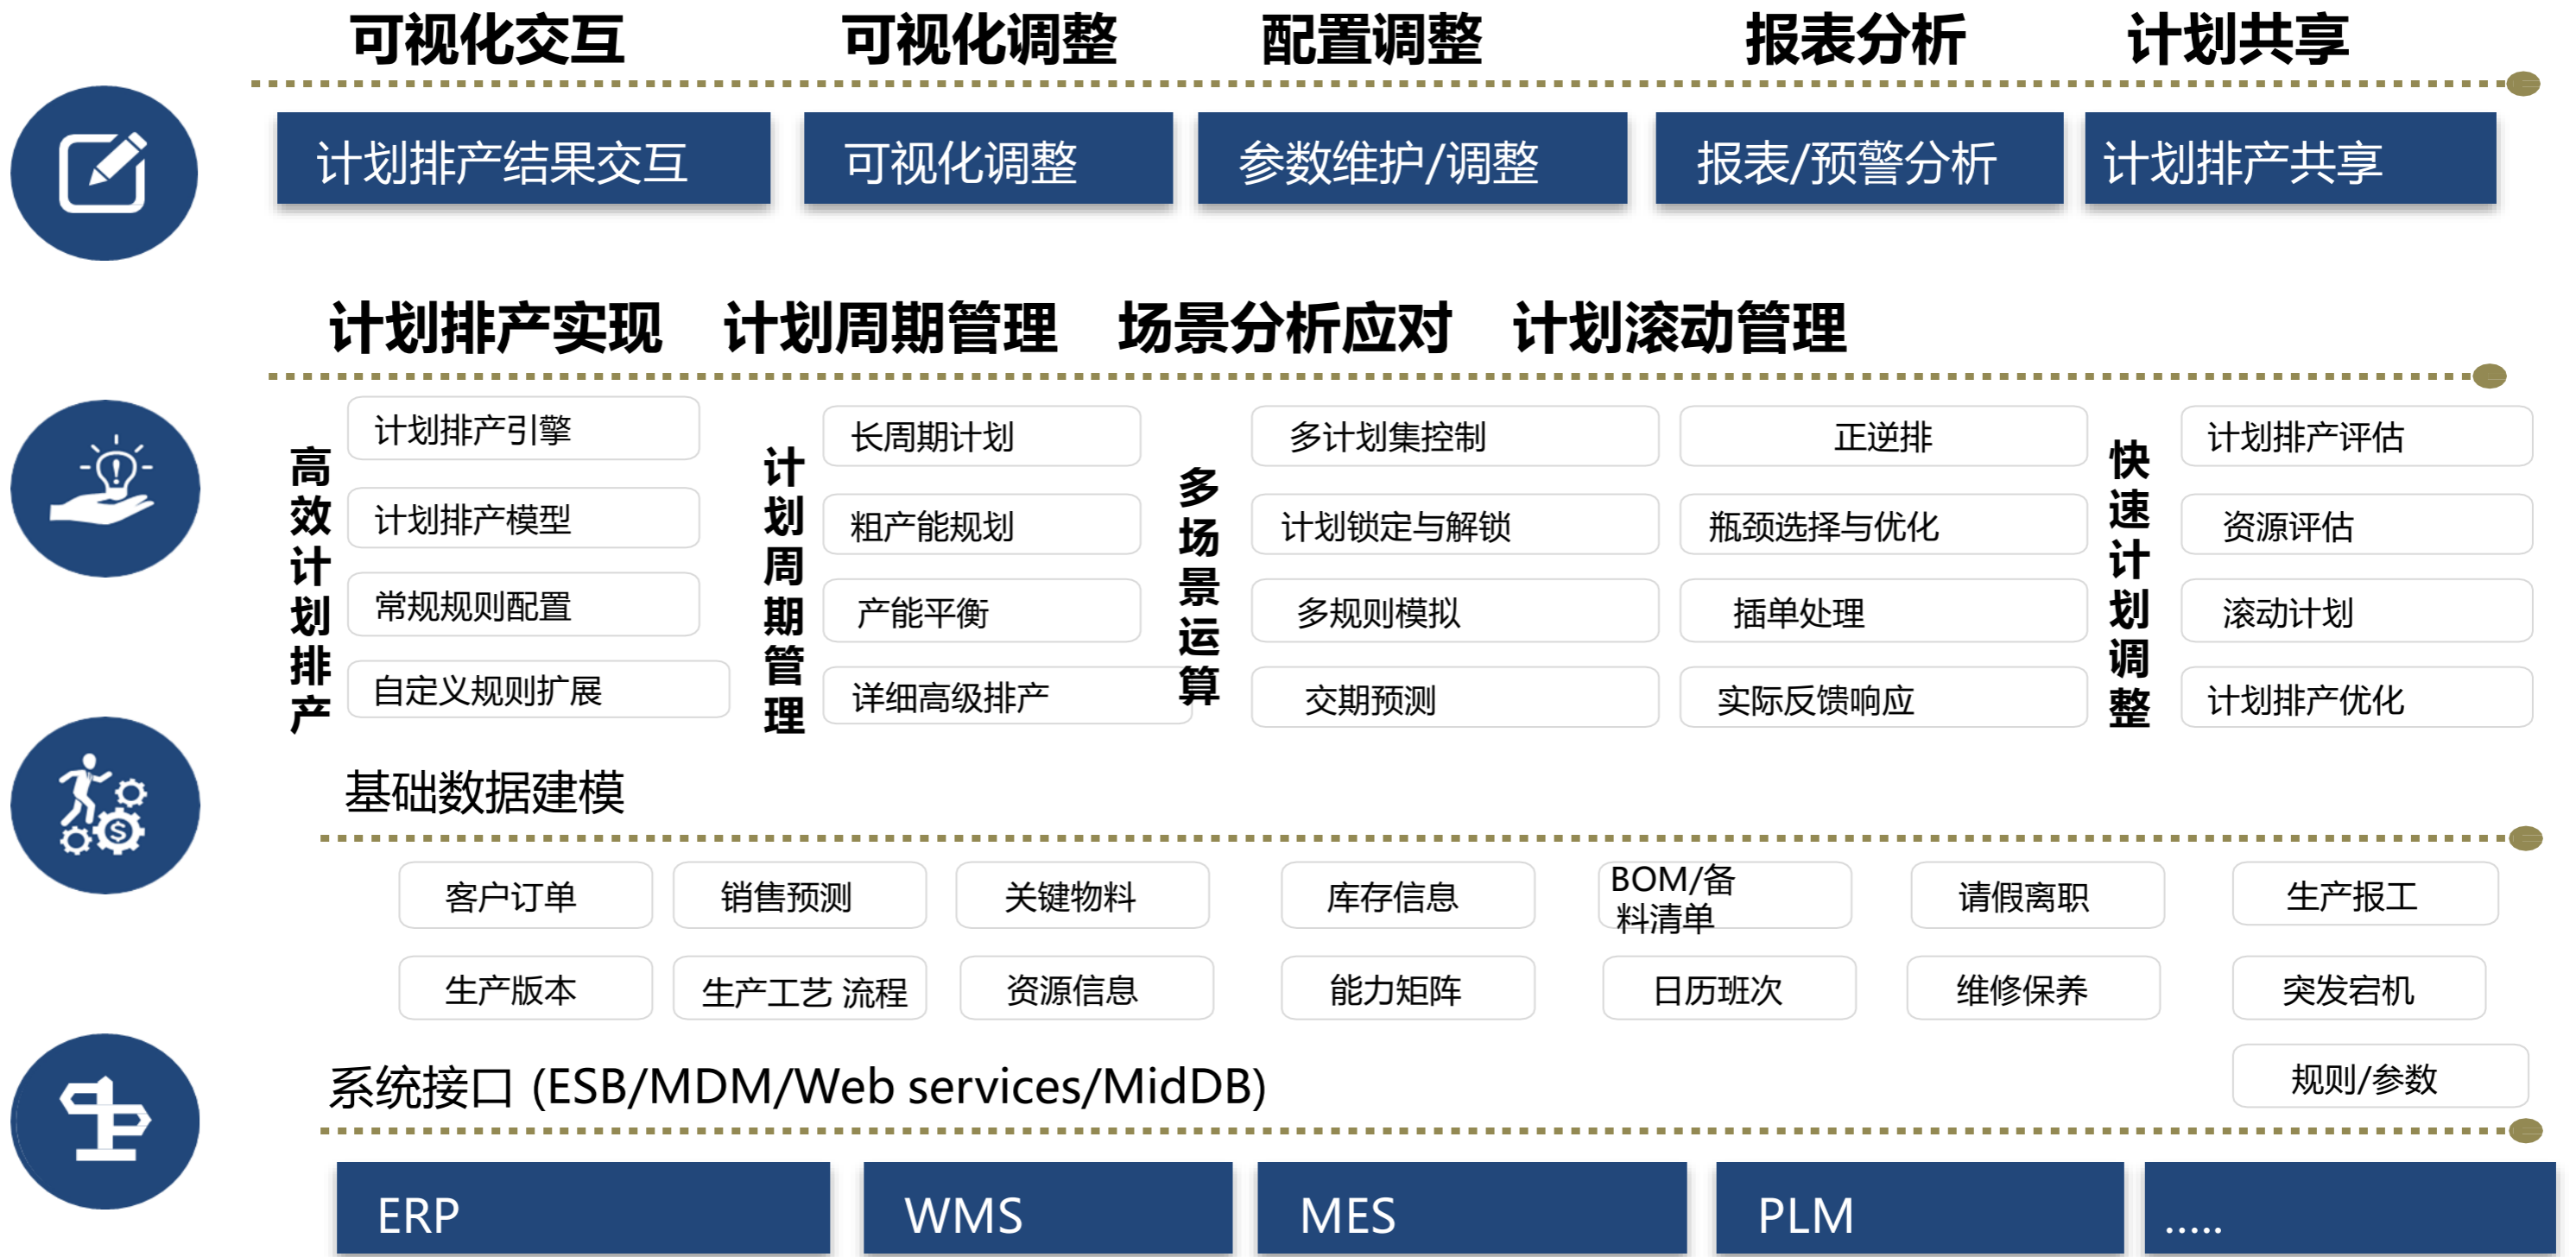 可视化交互
可视化调整
配置调整
报表分析
计划共享
计划排产结果交互
可视化调整
参数维护/调整
报表/预警分析
计划排产共享
计划排产实现
计划周期管理
场景分析应对
计划滚动管理
高效计划排产
计划排产引擎
计划排产模型
常规规则配置
自定义规则扩展
计划周期管理
长周期计划
粗产能规划
产能平衡
详细高级排产
多场景运算
多计划集控制
正逆排
计划锁定与解锁
瓶颈选择与优化
多规则模拟
插单处理
交期预测
实际反馈响应
快速计划调整
计划排产评估
资源评估
滚动计划
计划排产优化
基础数据建模
客户订单
销售预测
关键物料
库存信息
BOM/备
料清单
请假离职
生产报工
生产版本
生产工艺 流程
资源信息
能力矩阵
日历班次
维修保养
突发宕机
规则/参数
系统接口 (ESB/MDM/Web services/MidDB)
ERP
WMS
MES
PLM
.....